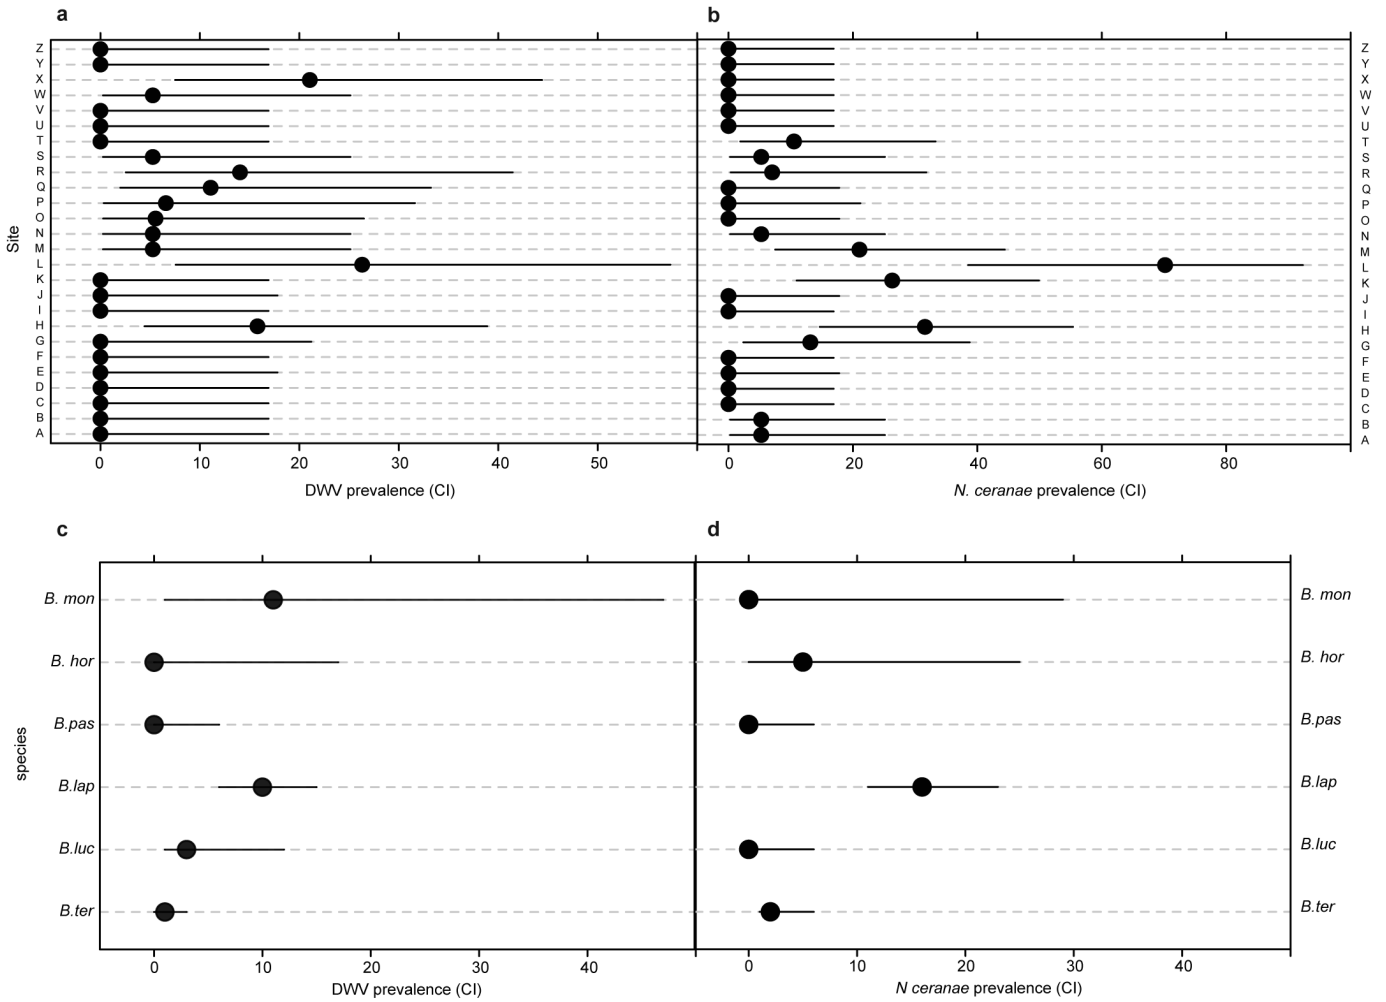 a
b
Z
Y
X
W
V
U
T
S
R
Q
P
O
N
M
L
K
J
I
H
G
F
E
D
C
B
A
Site
0 10 20 30 40 50
DWV prevalence (CI)
Z
Y
X
W
V
U
T
S
R
Q
P
O
N
M
L
K
J
I
H
G
F
E
D
C
B
A
0 20 40 60 80
N. ceranae prevalence (CI)
c
d
B. mon
B. hor
B.pas
B.lap
B.luc
B.ter
species
0 10 20 30 40
DWV prevalence (CI)
B. mon
B. hor
B.pas
B.lap
B.luc
B.ter
0 10 20 30 40
N ceranae prevalence (CI)